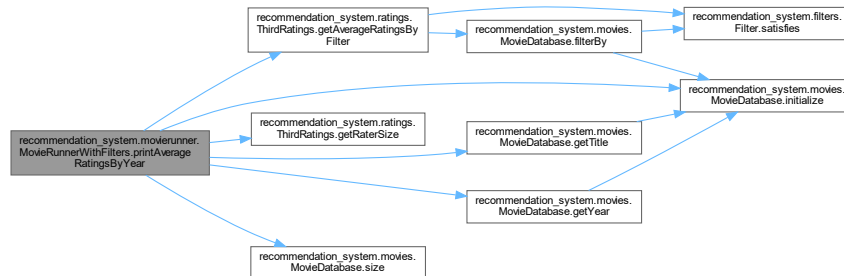 recommendation_system.ratings.
ThirdRatings.getAverageRatingsBy
Filter
recommendation_system.filters.
Filter.satisfies
recommendation_system.movies.
MovieDatabase.filterBy
recommendation_system.movies.
MovieDatabase.initialize
recommendation_system.movierunner.
MovieRunnerWithFilters.printAverage
RatingsByYear
recommendation_system.ratings.
ThirdRatings.getRaterSize
recommendation_system.movies.
MovieDatabase.getTitle
recommendation_system.movies.
MovieDatabase.getYear
recommendation_system.movies.
MovieDatabase.size